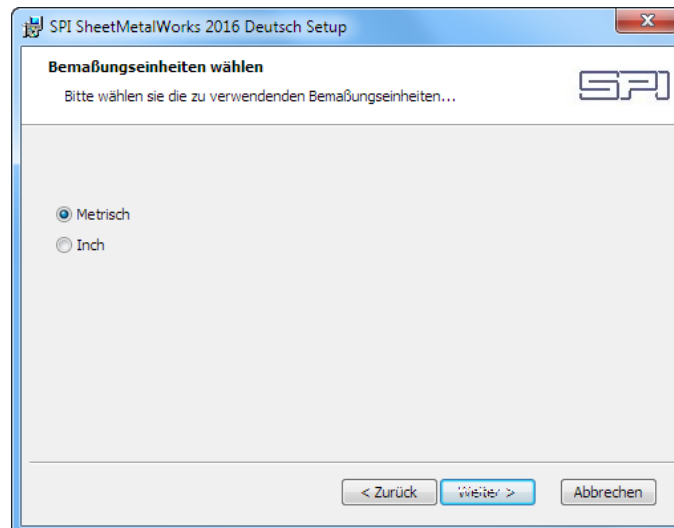 SPI SheetMetalWorks 2016 Deutsch Setup
Bemaßungseinheiten wählen
Bitte wählen sie die zu verwendenden Bemaßungseinheiten...
SPI
Metrisch
Inch
< Zurück
Weiter >
Abbrechen